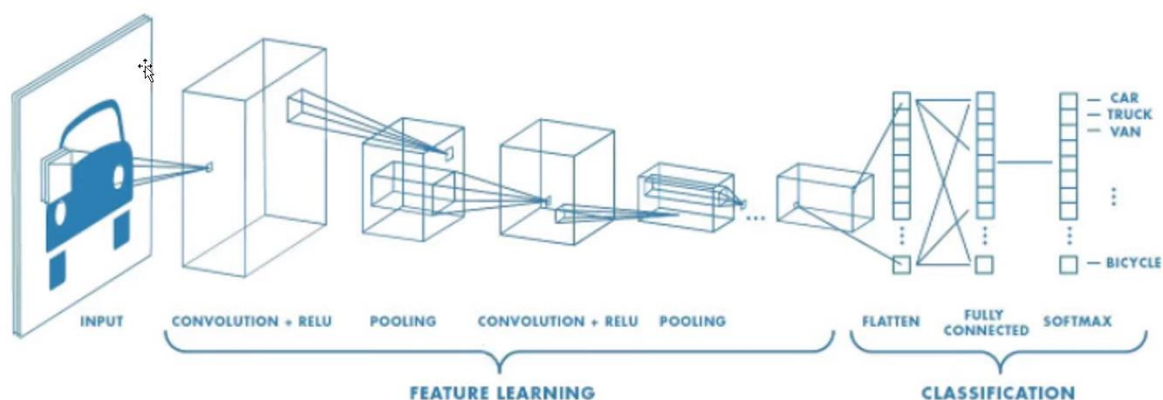 CAR
TRUCK
VAN
BICYCLE
INPUT
CONVOLUTION + RELU
POOLING
CONVOLUTION + RELU
POOLING
FLATTEN
FULLY
CONNECTED
SOFTMAX
FEATURE LEARNING
CLASSIFICATION